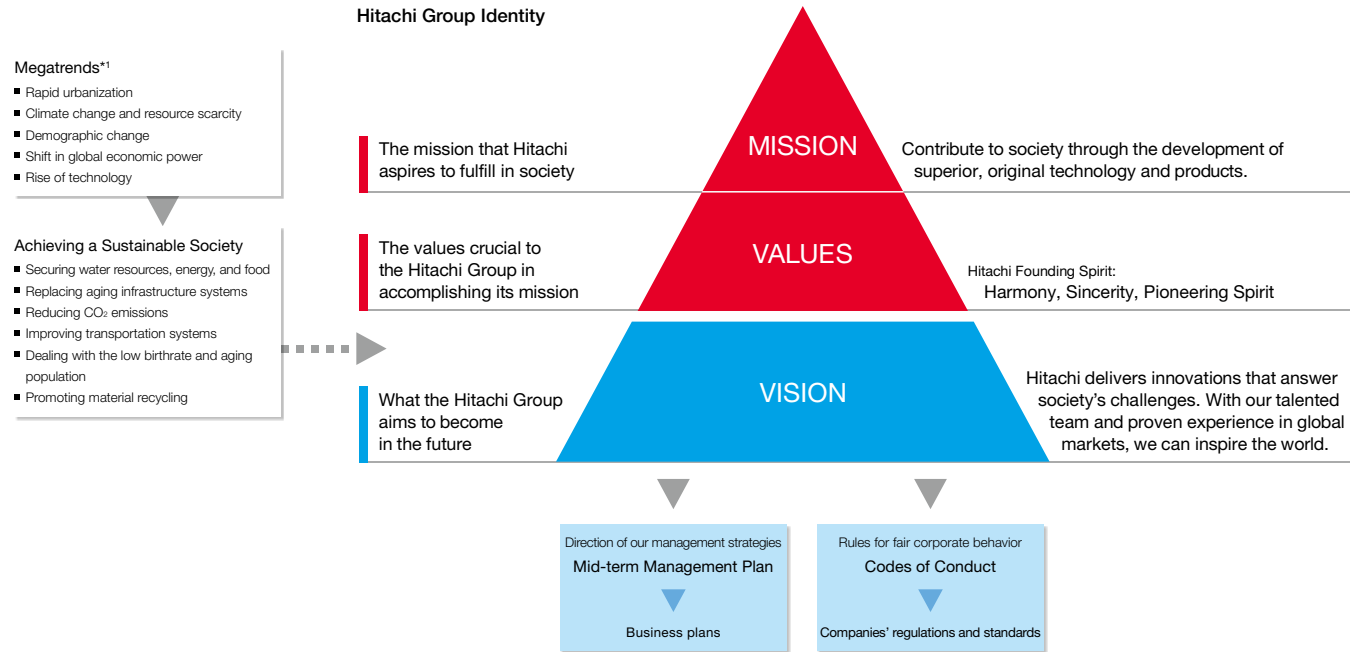 Hitachi Group Identity
Megatrends*1
■ Rapid urbanization
■ Climate change and resource scarcity
■ Demographic change
■ Shift in global economic power
■ Rise of technology
Achieving a Sustainable Society
■ Securing water resources, energy, and food
■ Replacing aging infrastructure systems
■ Reducing CO₂ emissions
■ Improving transportation systems
■ Dealing with the low birthrate and aging
population
■ Promoting material recycling
The mission that Hitachi
aspires to fulfill in society
MISSION
Contribute to society through the development of
superior, original technology and products.
The values crucial to
the Hitachi Group in
accomplishing its mission
VALUES
Hitachi Founding Spirit:
Harmony, Sincerity, Pioneering Spirit
What the Hitachi Group
aims to become
in the future
VISION
Hitachi delivers innovations that answer
society’s challenges. With our talented
team and proven experience in global
markets, we can inspire the world.
Direction of our management strategies
Mid-term Management Plan
Business plans
Rules for fair corporate behavior
Codes of Conduct
Companies’ regulations and standards